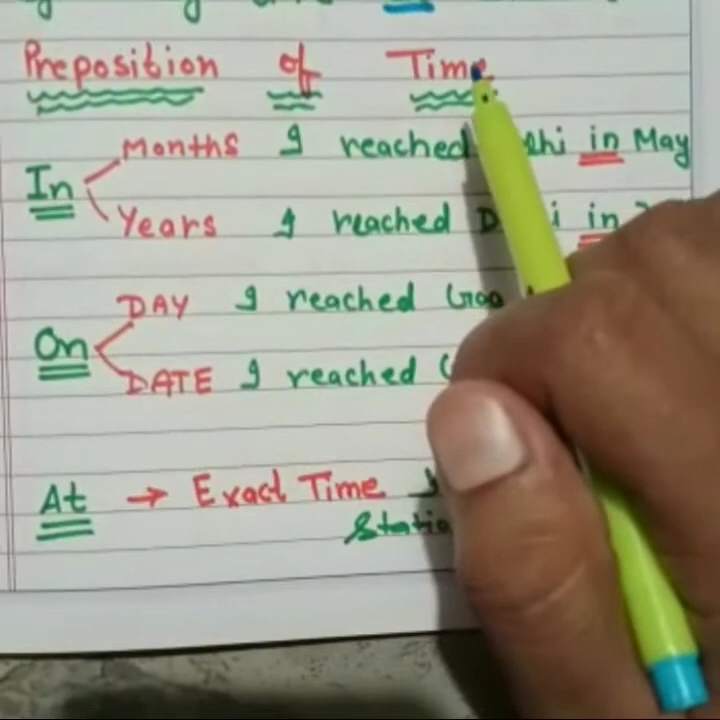 Preposition of Time
In Months I reached in May
Years I reached in
On DAY I reached
DATE I reached
At → Exact Time